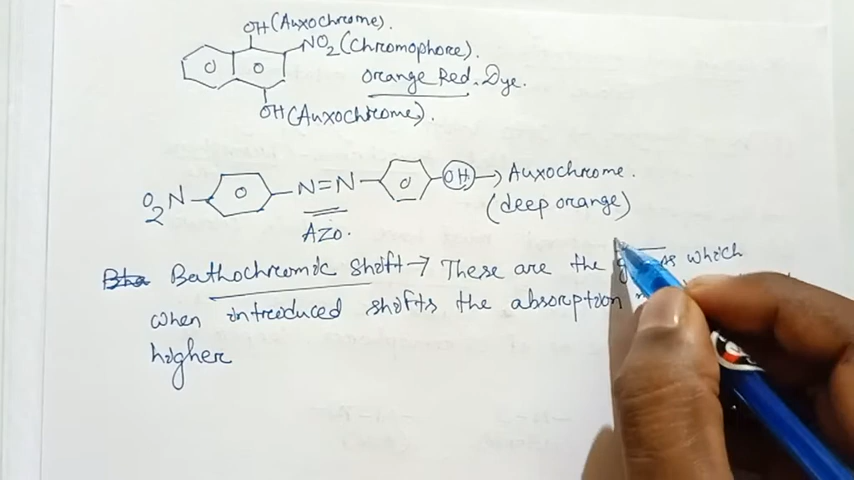 OH (Auxochrome).
NO2 (Chromophore).
Orange Red. Dye.
OH (Auxochrome).
O2N N=N OH → Auxochrome.
(deep orange)
AZO.
Bathochromic shift → These are the which
when introduced shifts the absorption
higher